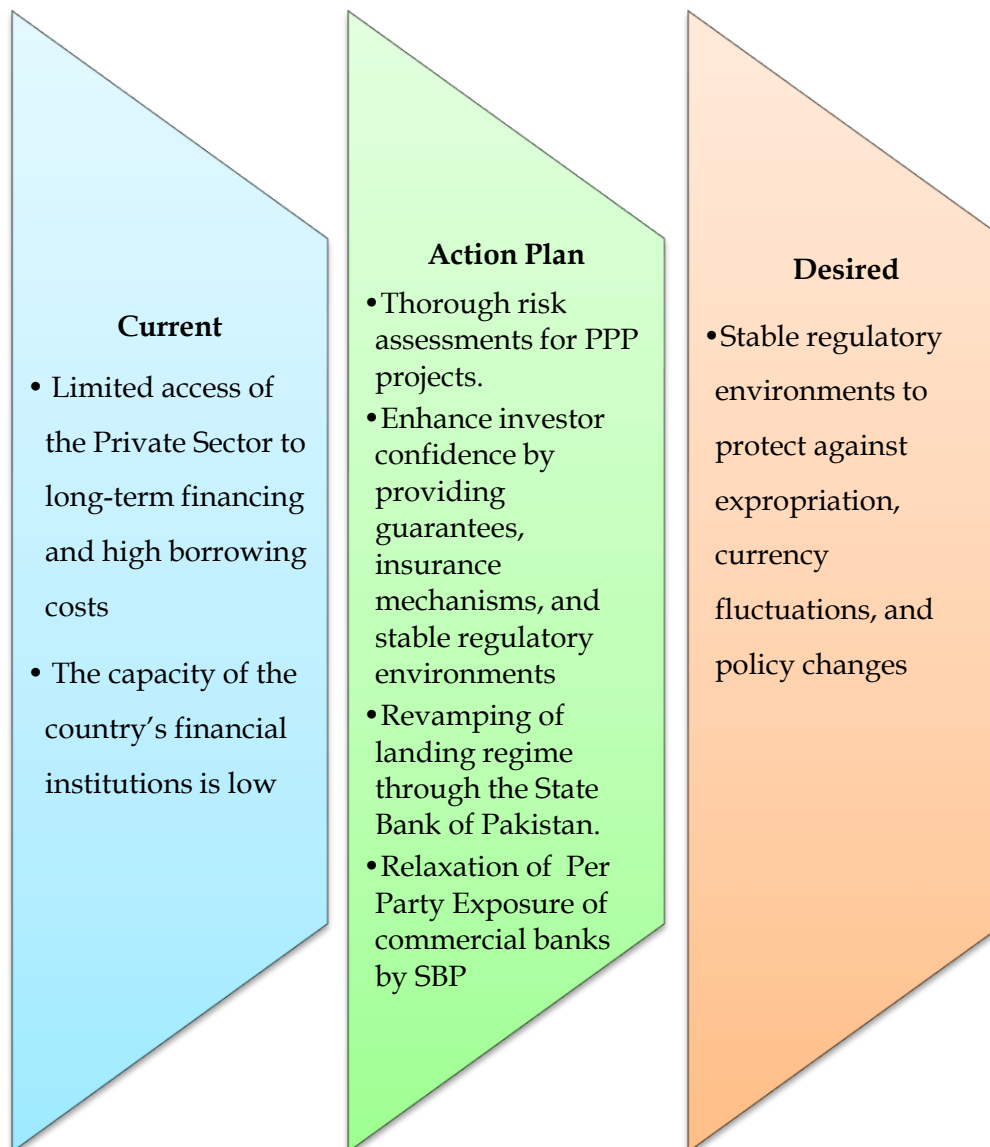 Current
• Limited access of
the Private Sector to
long-term financing
and high borrowing
costs
• The capacity of the
country’s financial
institutions is low
Action Plan
•Thorough risk
assessments for PPP
projects.
•Enhance investor
confidence by
providing
guarantees,
insurance
mechanisms, and
stable regulatory
environments
•Revamping of
landing regime
through the State
Bank of Pakistan.
•Relaxation of Per
Party Exposure of
commercial banks
by SBP
Desired
•Stable regulatory
environments to
protect against
expropriation,
currency
fluctuations, and
policy changes